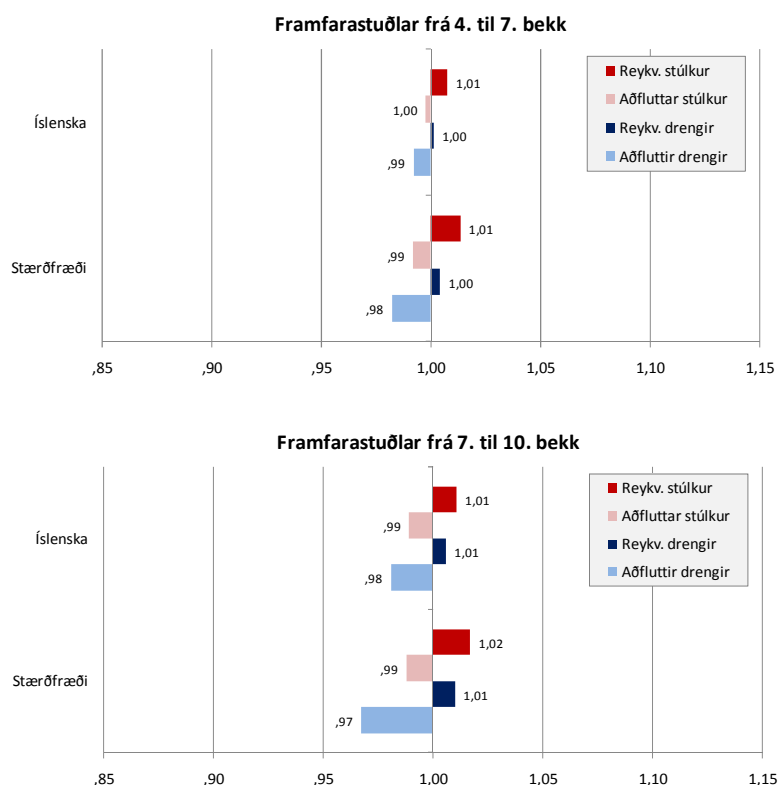 Framfarastuðlar frá 4. til 7. bekk
Reykv. stúlkur
Aðfluttar stúlkur
Reykv. drengir
Aðfluttir drengir
Íslenska
1,01
1,00
1,00
,99
Stærðfræði
1,01
,99
1,00
,98
,85 ,90 ,95 1,00 1,05 1,10 1,15
Framfarastuðlar frá 7. til 10. bekk
Reykv. stúlkur
Aðfluttar stúlkur
Reykv. drengir
Aðfluttir drengir
Íslenska
1,01
,99
1,01
,98
Stærðfræði
1,02
,99
1,01
,97
,85 ,90 ,95 1,00 1,05 1,10 1,15